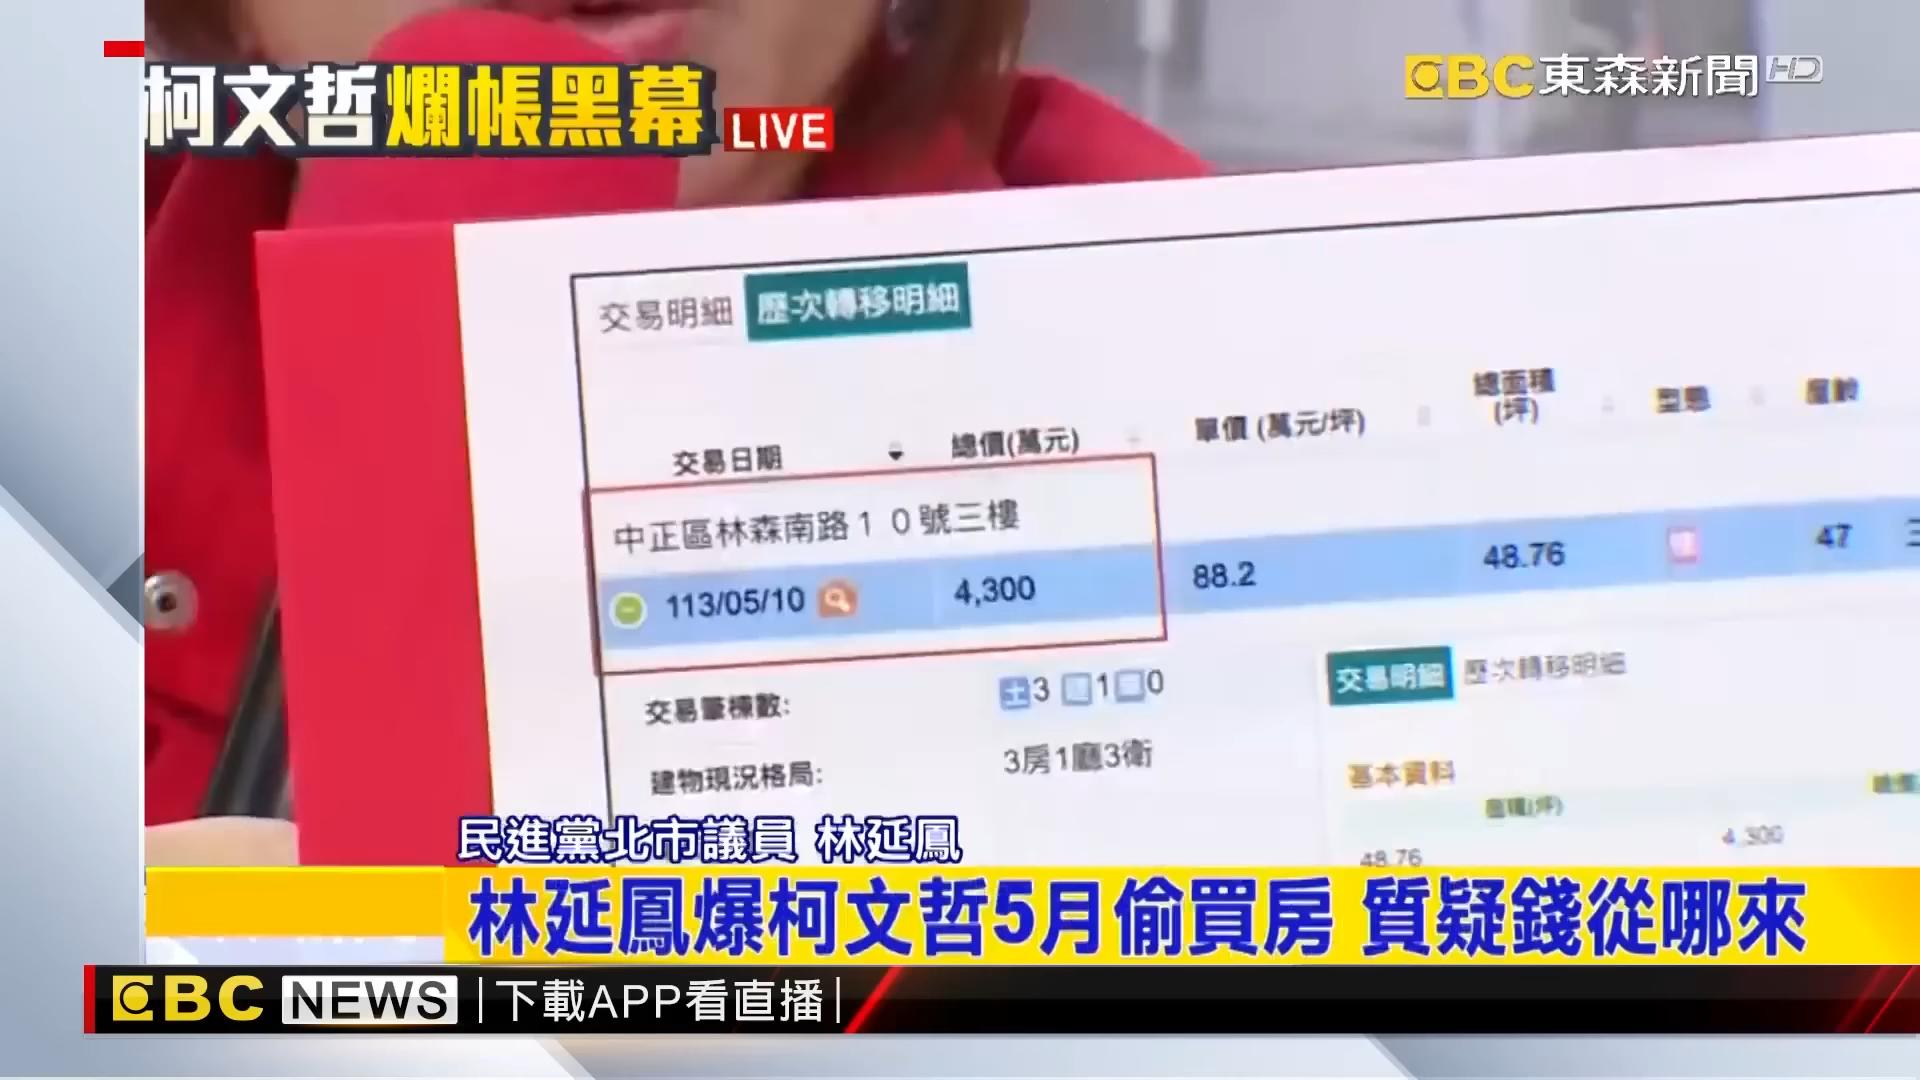 柯文哲爛帳黑幕
LIVE
EBC東森新聞HD
交易明細 歷次轉移明細
交易日期 總價(萬元) 單價 (萬元/坪) 總面積(坪) 型態 屋齡
中正區林森南路10號三樓
113/05/10 4,300 88.2 48.76 47
交易筆棟數: 土3 1 0
建物現況格局: 3房1廳3衛
交易明細 歷次轉移明細
基本資料
面積(坪)
48.76 4,300
民進黨北市議員 林延鳳
林延鳳爆柯文哲5月偷買房 質疑錢從哪來
EBC NEWS 下載APP看直播